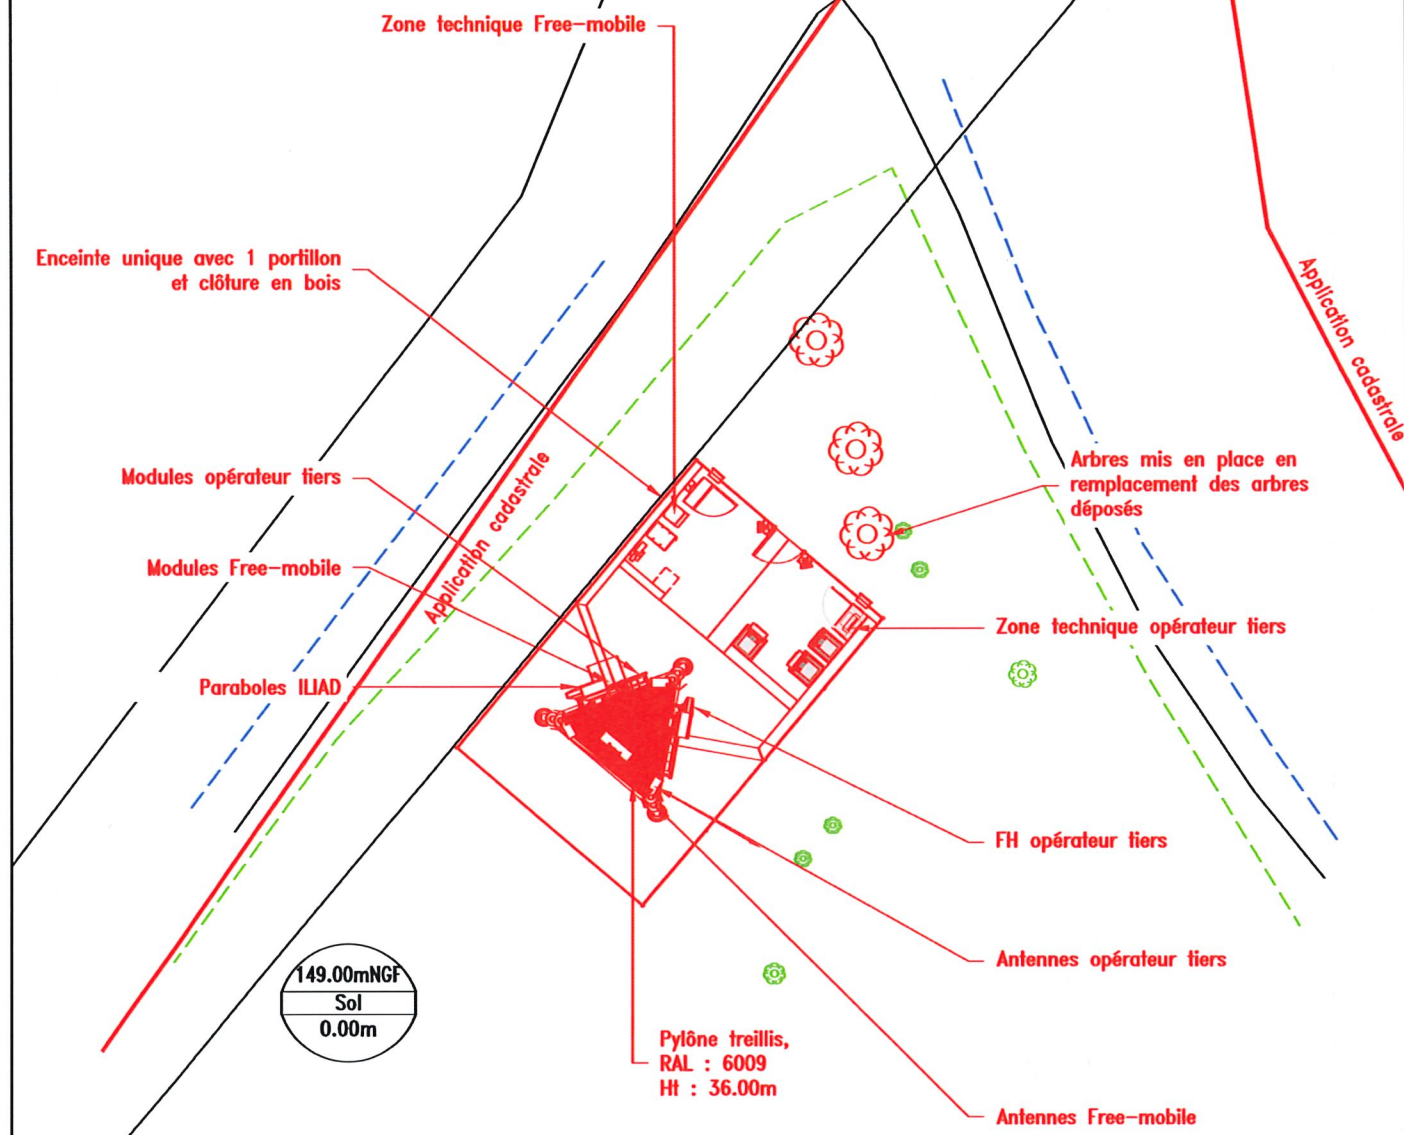 Zone technique Free-mobile
Enceinte unique avec 1 portillon
et clôture en bois
Application cadastrale
Modules opérateur tiers
Application cadastrale
Arbres mis en place en
remplacement des arbres
déposés
Modules Free-mobile
Zone technique opérateur tiers
Paraboles ILIAD
FH opérateur tiers
Antennes opérateur tiers
149.00mNGF
Sol
0.00m
Pylône treillis,
RAL : 6009
Ht : 36.00m
Antennes Free-mobile